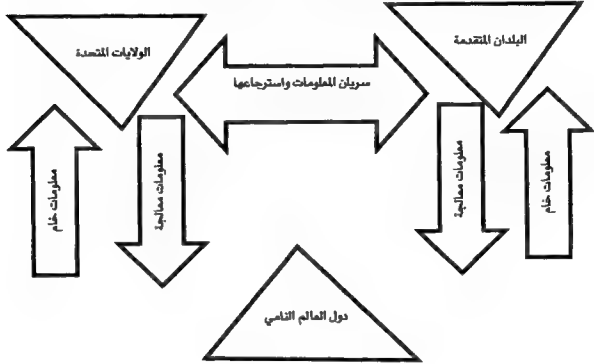 البلدان المتقدمة
الولايات المتحدة
سريان المعلومات واسترجاعها
معلومات خام
معلومات معالجة
معلومات معالجة
معلومات خام
دول العالم النامي